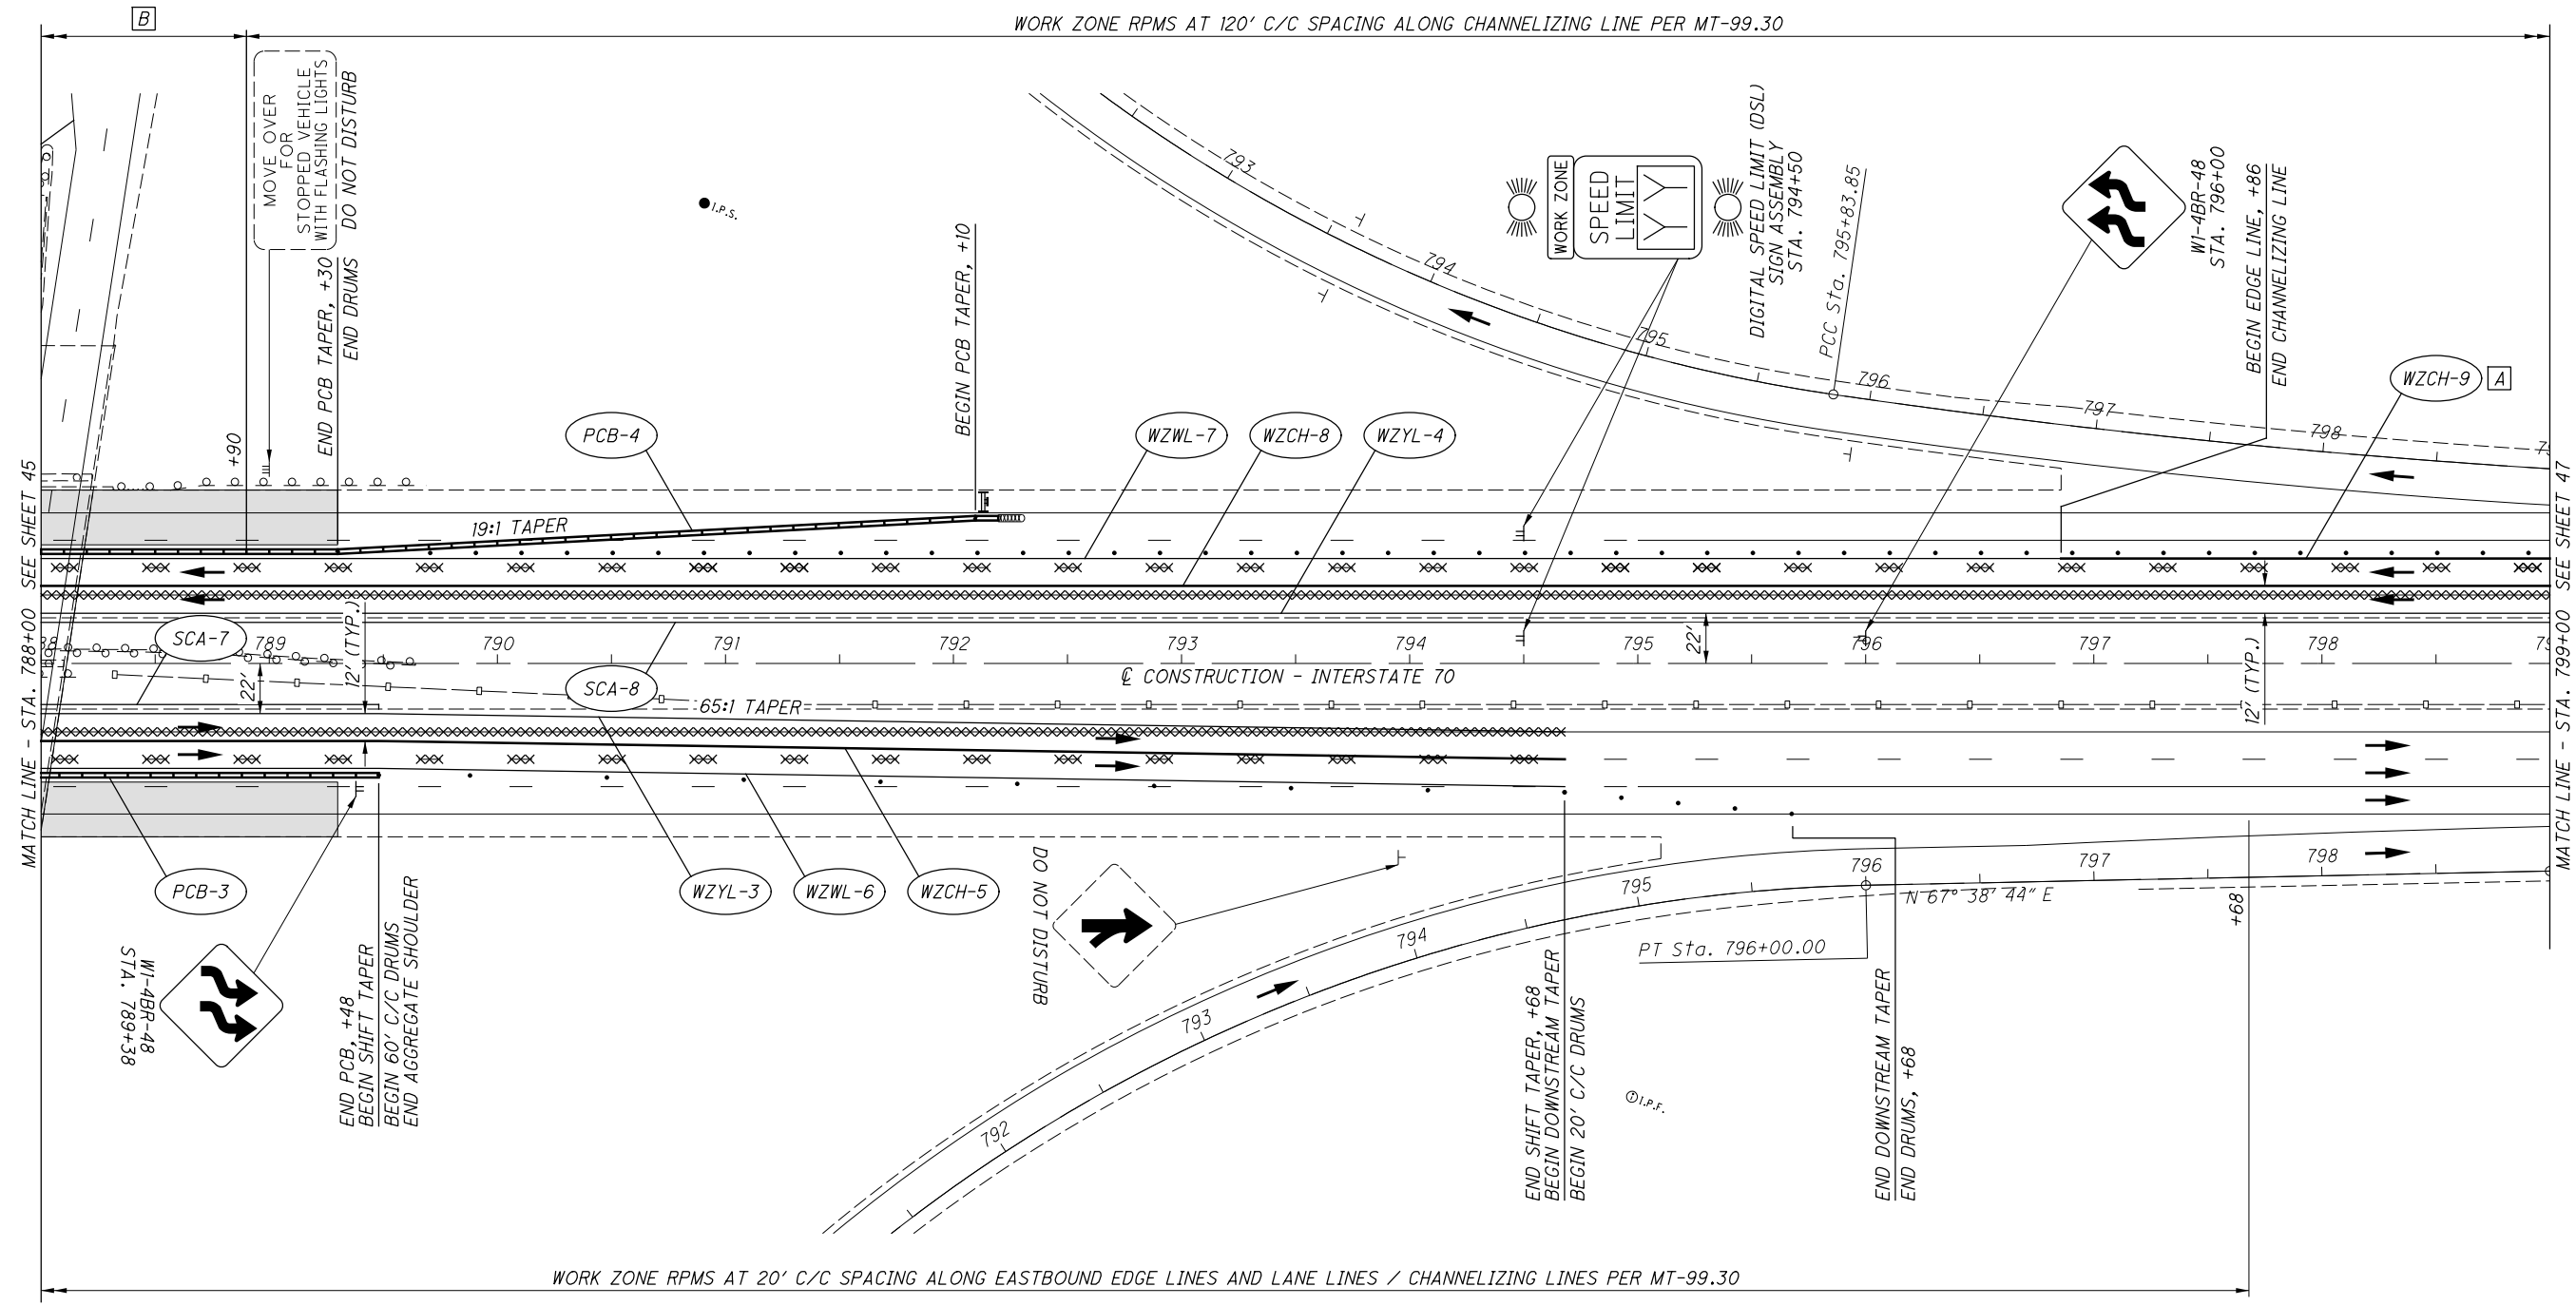 B
WORK ZONE RPMS AT 120' C/C SPACING ALONG CHANNELIZING LINE PER MT-99.30
MOVE OVER
FOR
STOPPED VEHICLE
WITH FLASHING LIGHTS
DO NOT DISTURB
END PCB TAPER, +30
END DRUMS
+90
I.P.S.
BEGIN PCB TAPER, +10
793
794
795
796
797
798
WORK ZONE
SPEED
LIMIT
YY
DIGITAL SPEED LIMIT (DSL)
SIGN ASSEMBLY
STA. 794+50
PCC Sta. 795+83.85
W1-4BR-48
STA. 796+00
BEGIN EDGE LINE, +86
END CHANNELIZING LINE
WZCH-9
A
PCB-4
WZWL-7
WZCH-8
WZYL-4
MATCH LINE - STA. 788+00 SEE SHEET 45
MATCH LINE - STA. 799+00 SEE SHEET 47
19:1 TAPER
SCA-7
789
790
791
792
793
794
795
796
797
798
22'
12' (TYP.)
SCA-8
22'
12' (TYP.)
℄ CONSTRUCTION - INTERSTATE 70
65:1 TAPER
PCB-3
WZYL-3
WZWL-6
WZCH-5
W1-4BR-48
STA. 789+38
END PCB, +48
BEGIN SHIFT TAPER
BEGIN 60' C/C DRUMS
END AGGREGATE SHOULDER
DO NOT DISTURB
792
793
794
795
796
797
798
N 67° 38' 44" E
PT Sta. 796+00.00
+68
END SHIFT TAPER, +68
BEGIN DOWNSTREAM TAPER
BEGIN 20' C/C DRUMS
I.P.F.
END DOWNSTREAM TAPER
END DRUMS, +68
WORK ZONE RPMS AT 20' C/C SPACING ALONG EASTBOUND EDGE LINES AND LANE LINES / CHANNELIZING LINES PER MT-99.30